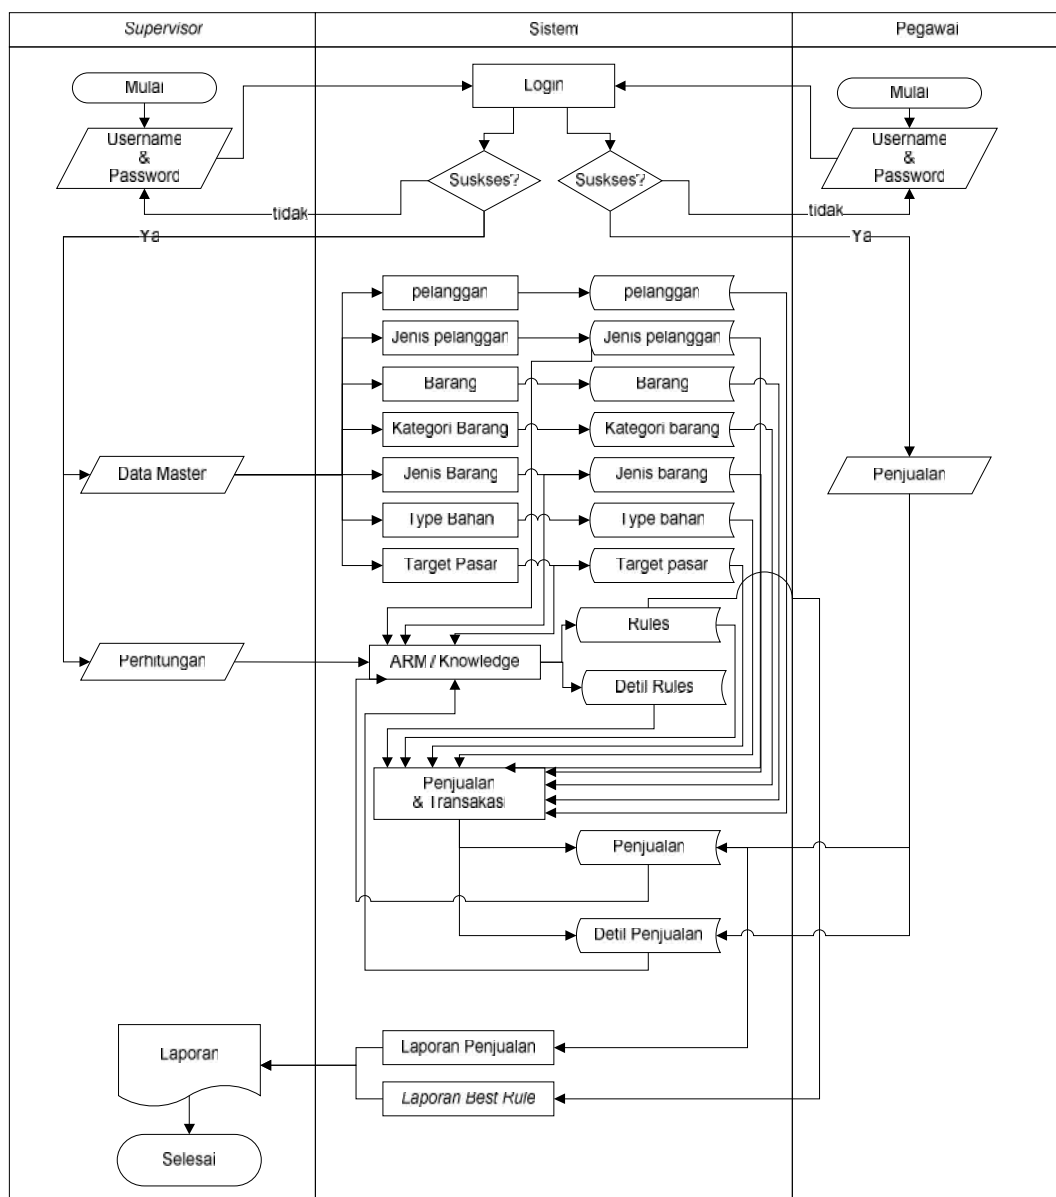 Supervisor
Sistem
Pegawai
Mulai
Login
Mulai
Username
&
Password
Suskses?
Suskses?
Username
&
Password
tidak
tidak
Ya
Ya
pelanggan
pelanggan
Jenis pelanggan
Jenis pelanggan
Barang
Barang
Kategori Barang
Kategori barang
Data Master
Jenis Barang
Jenis barang
Penjualan
Type Bahan
Type bahan
Target Pasar
Target pasar
Rules
Perhitungan
ARM / Knowledge
Detil Rules
Penjualan
& Transakasi
Penjualan
Detil Penjualan
Laporan
Laporan Penjualan
Laporan Best Rule
Selesai